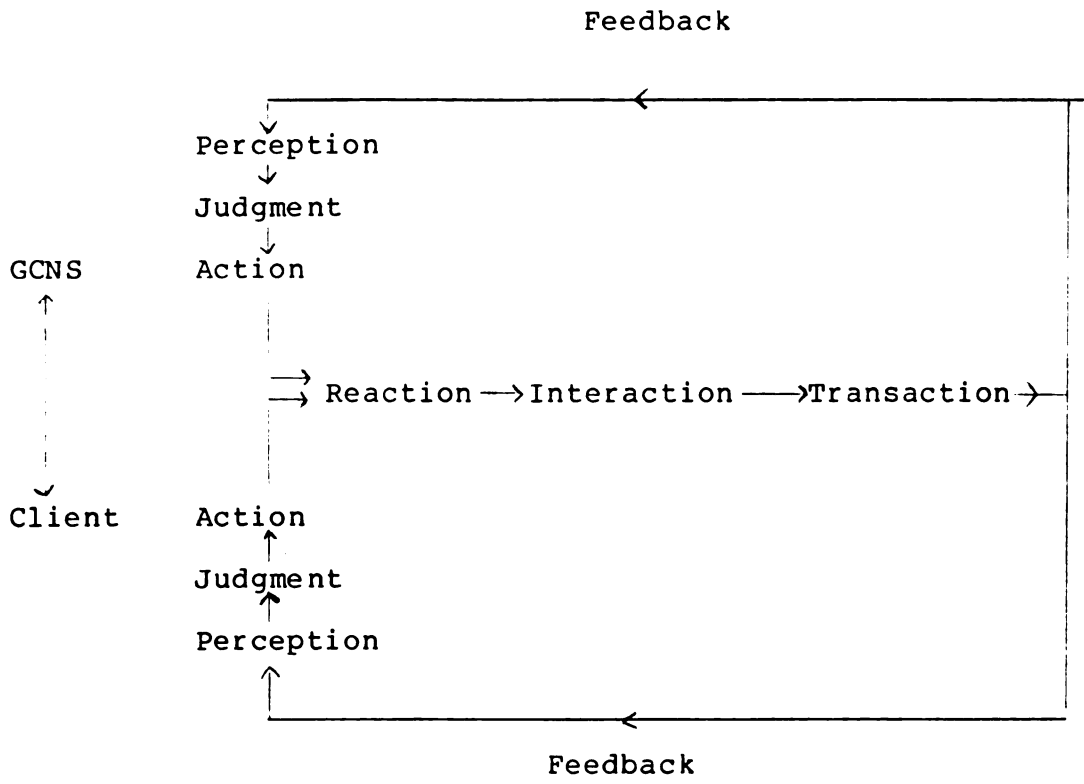 Feedback
Perception
Judgment
GCNS Action
Reaction Interaction Transaction
Client Action
Judgment
Perception
Feedback